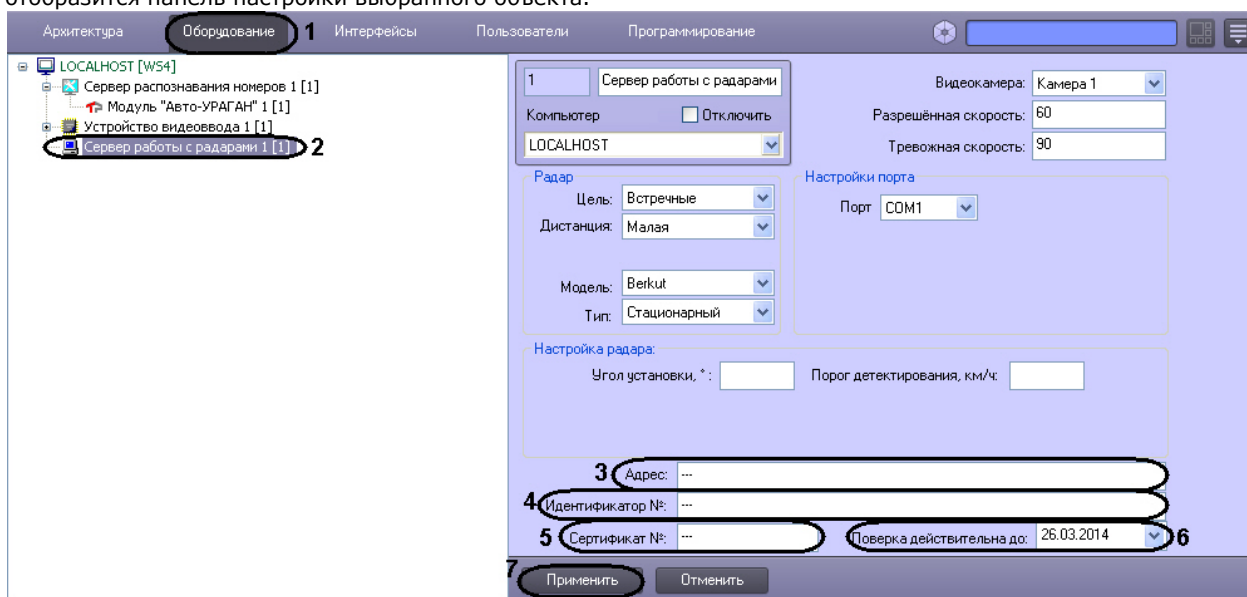 отобразится панель настройки выбранного объекта.
Архитектура Оборудование 1 Интерфейсы Пользователи Программирование
LOCALHOST [WS4]
Сервер распознавания номеров 1 [1]
Модуль "Авто-УРАГАН" 1 [1]
Устройство видеоввода 1 [1]
Сервер работы с радарами 1 [1] 2
1 Сервер работы с радарами
Компьютер Отключить
LOCALHOST
Видеокамера: Камера 1
Разрешённая скорость: 60
Тревожная скорость: 90
Радар
Цель: Встречные
Дистанция: Малая
Модель: Berkut
Тип: Стационарный
Настройки порта
Порт COM1
Настройка радара:
Угол установки, °: Порог детектирования, км/ч:
3 Адрес: ---
4 Идентификатор №: ---
5 Сертификат №: --- Поверка действительна до: 26.03.2014 6
7 Применить Отменить